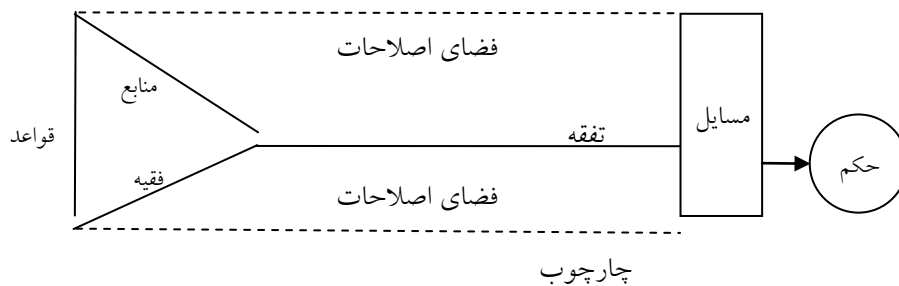 فضای اصلاحات
منابع
مسایل
قواعد
تفقه
حکم
فقیه
فضای اصلاحات
چارچوب